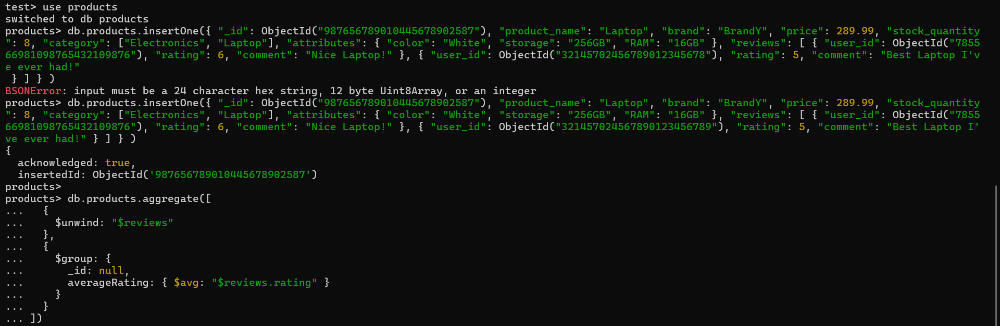 test> use products
switched to db products
products> db.products.insertOne({ "_id": ObjectId("987656789010445678902587"), "product_name": "Laptop", "brand": "BrandY", "price": 289.99, "stock_quantity
": 8, "category": ["Electronics", "Laptop"], "attributes": { "color": "White", "storage": "256GB", "RAM": "16GB" }, "reviews": [ { "user_id": ObjectId("7855
66981098765432109876"), "rating": 6, "comment": "Nice Laptop!" }, { "user_id": ObjectId("32145702456789012345678"), "rating": 5, "comment": "Best Laptop I'v
e ever had!"
 } ] } )
BSONError: input must be a 24 character hex string, 12 byte Uint8Array, or an integer
products> db.products.insertOne({ "_id": ObjectId("987656789010445678902587"), "product_name": "Laptop", "brand": "BrandY", "price": 289.99, "stock_quantity
": 8, "category": ["Electronics", "Laptop"], "attributes": { "color": "White", "storage": "256GB", "RAM": "16GB" }, "reviews": [ { "user_id": ObjectId("7855
66981098765432109876"), "rating": 6, "comment": "Nice Laptop!" }, { "user_id": ObjectId("321457024567890123456789"), "rating": 5, "comment": "Best Laptop I'
ve ever had!" } ] } )
{
  acknowledged: true,
  insertedId: ObjectId('987656789010445678902587')
products>
products> db.products.aggregate([
...   {
...     $unwind: "$reviews"
...   },
...   {
...     $group: {
...       _id: null,
...       averageRating: { $avg: "$reviews.rating" }
...     }
...   }
... ])